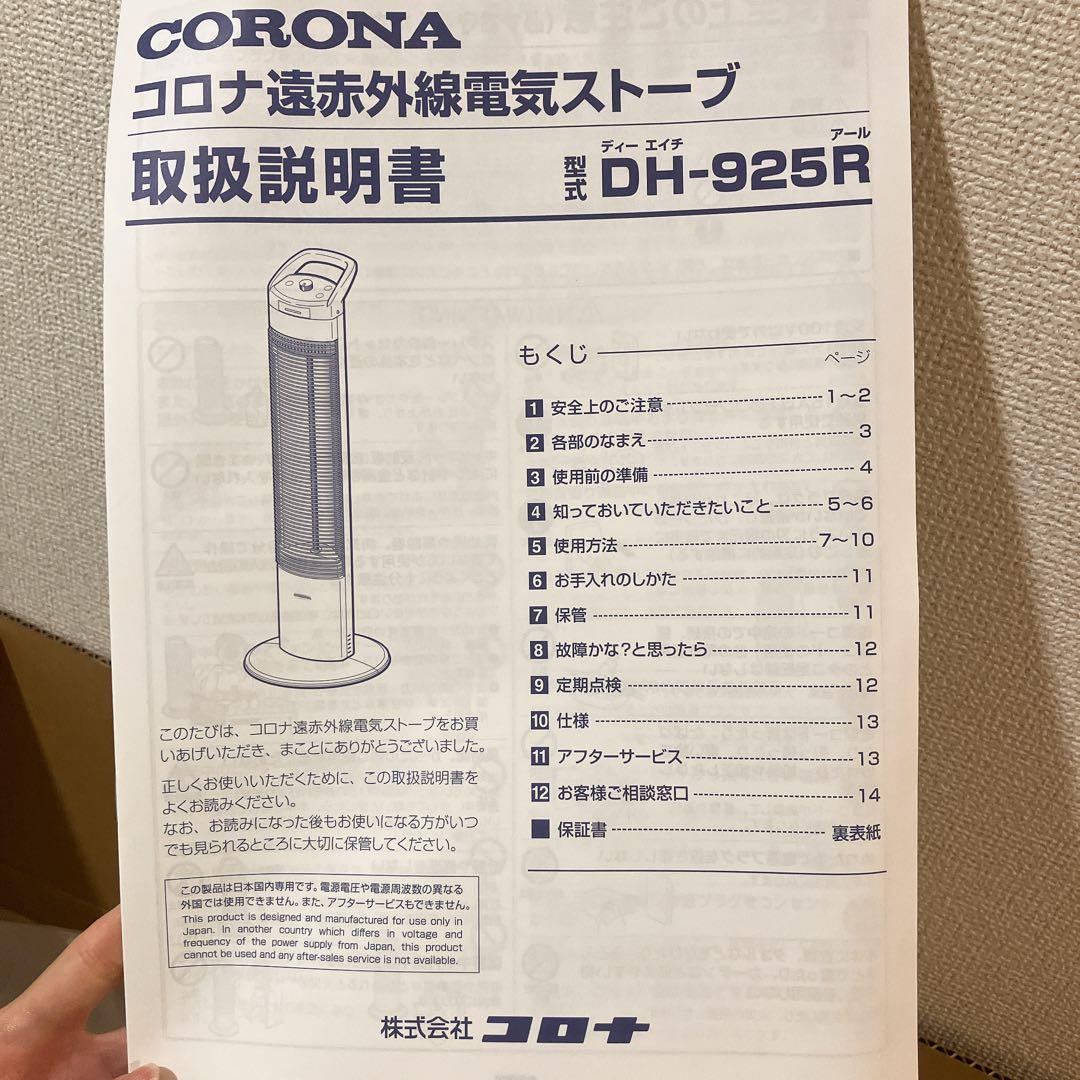 CORONA
コロナ遠赤外線電気ストーブ
取扱説明書
型式 DH-925R
ディー エイチ アール
もくじ
ページ
1 安全上のご注意 1〜2
2 各部のなまえ 3
3 使用前の準備 4
4 知っておいていただきたいこと 5〜6
5 使用方法 7〜10
6 お手入れのしかた 11
7 保管 11
8 故障かな?と思ったら 12
9 定期点検 12
10 仕様 13
11 アフターサービス 13
12 お客様ご相談窓口 14
■ 保証書 裏表紙
このたびは、コロナ遠赤外線電気ストーブをお買
いあげいただき、まことにありがとうございました。
正しくお使いいただくために、この取扱説明書を
よくお読みください。
なお、お読みになった後もお使いになる方がいつ
でも見られるところに大切に保管してください。
この製品は日本国内専用です。電源電圧や電源周波数の異なる
外国では使用できません。また、アフターサービスもできません。
This product is designed and manufactured for use only in
Japan. In another country which differs in voltage and
frequency of the power supply from Japan, this product
cannot be used and any after-sales service is not available.
株式会社 コロナ